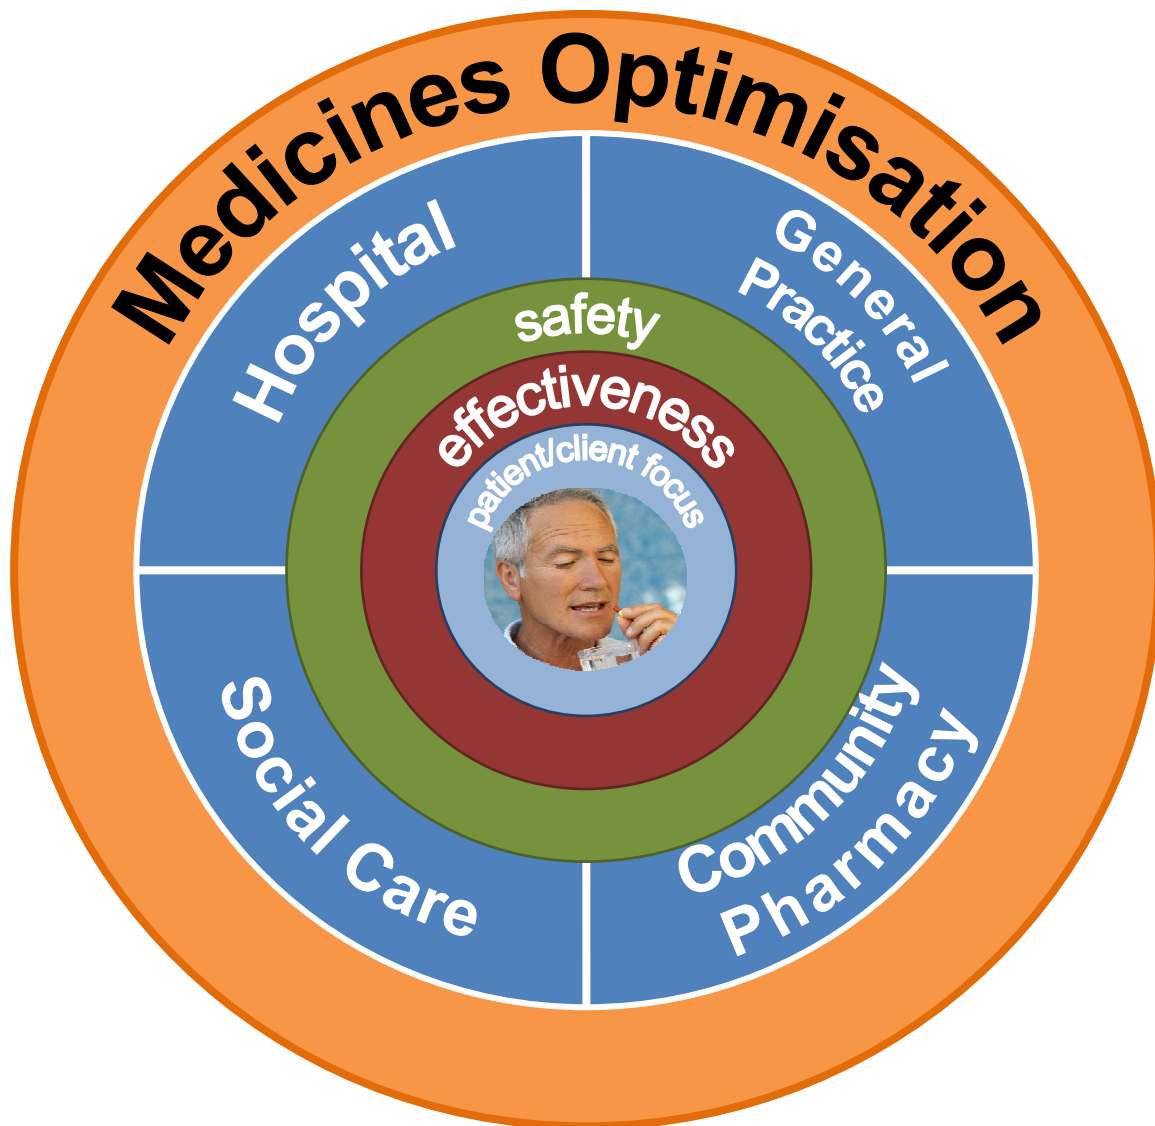 Medicines Optimisation
Hospital
General
Practice
safety
effectiveness
patient/client focus
Social Care
Community
Pharmacy